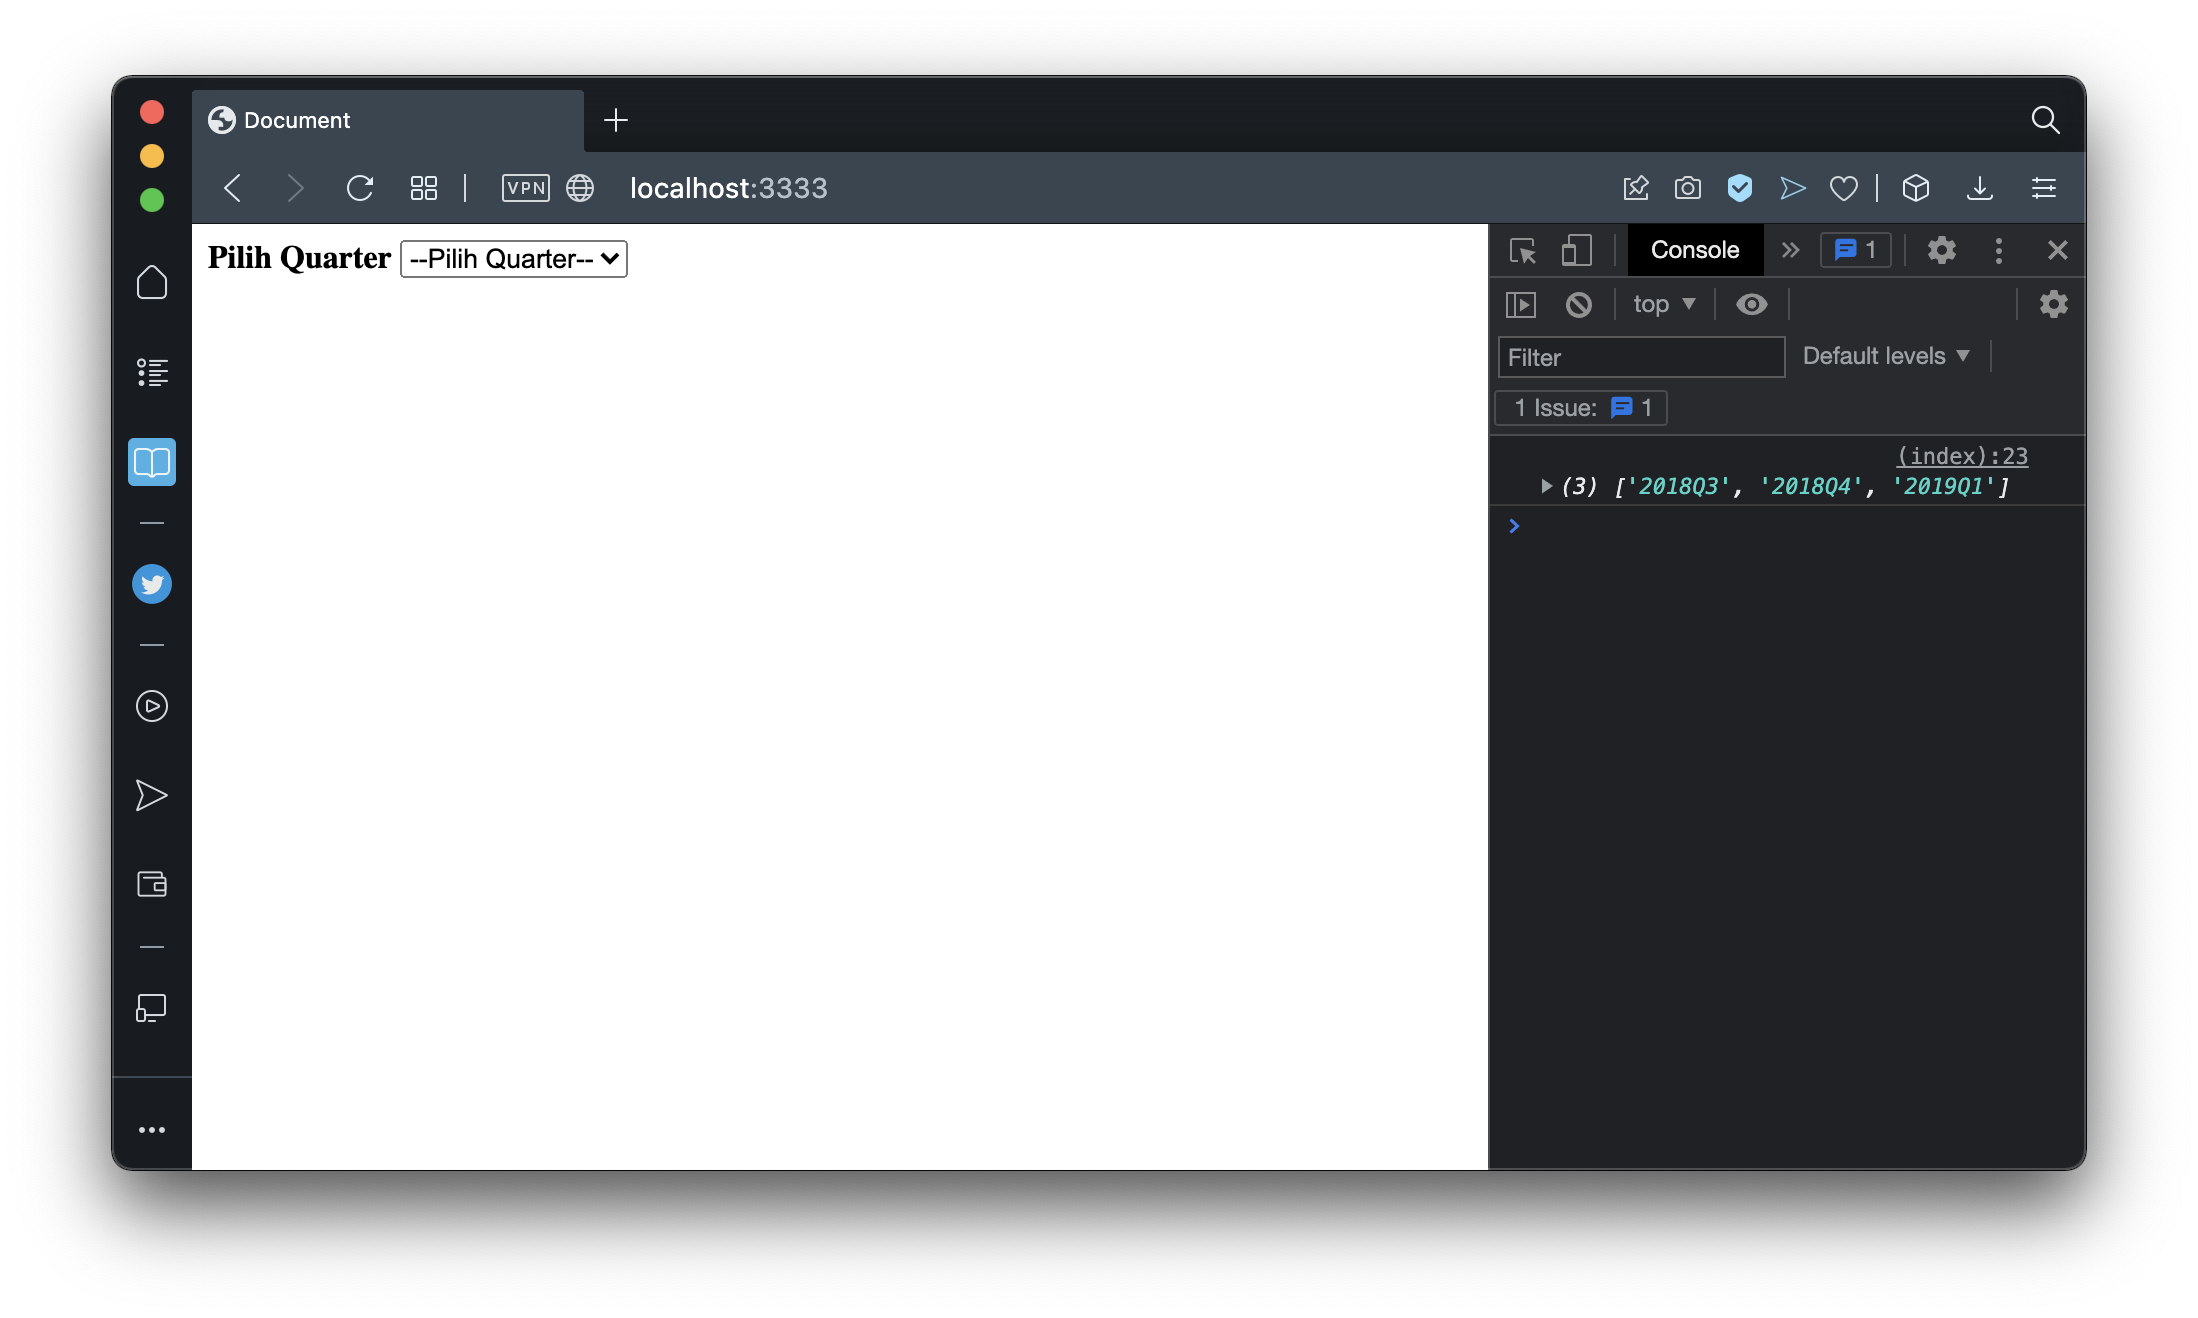 Document
VPN
localhost:3333
Pilih Quarter --Pilih Quarter--
Console
1
top
Filter
Default levels
1 Issue: 1
(index):23
(3) ['2018Q3', '2018Q4', '2019Q1']